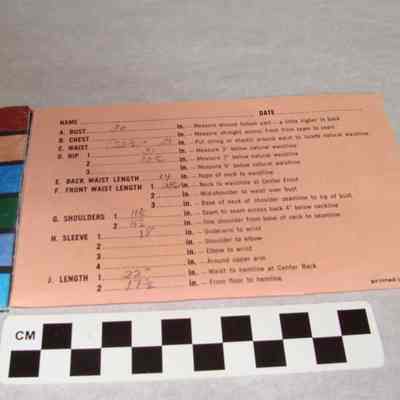 NAME DATE
A. BUST 30 in. – Measure around fullest part – a little higher in back
B. CHEST in. – Measure straight across front from seam to seam
C. WAIST in. – Put string or elastic around waist to locate natural waistline
D. HIP 1 in. – Measure 3" below natural waistline
2 in. – Measure 7" below natural waistline
3 in. – Measure 9" below natural waistline
E. BACK WAIST LENGTH 14 in. – Nape of neck to waistline
F. FRONT WAIST LENGTH 1 in. – Neck to waistline at Center Front
2 in. – Mid-shoulder to waist over bust
3 in. – Base of neck at shoulder seamline to tip of bust
G. SHOULDERS 1 in. – Seam to seam across back 4" below neckline
2 in. – One shoulder from base of neck to seamline
H. SLEEVE 1 in. – Underarm to wrist
2 in. – Shoulder to elbow
3 in. – Elbow to wrist
4 in. – Around upper arm
J. LENGTH 1 22" in. – Waist to hemline at Center Back
2 17½ in. – From floor to hemline
printed
CM